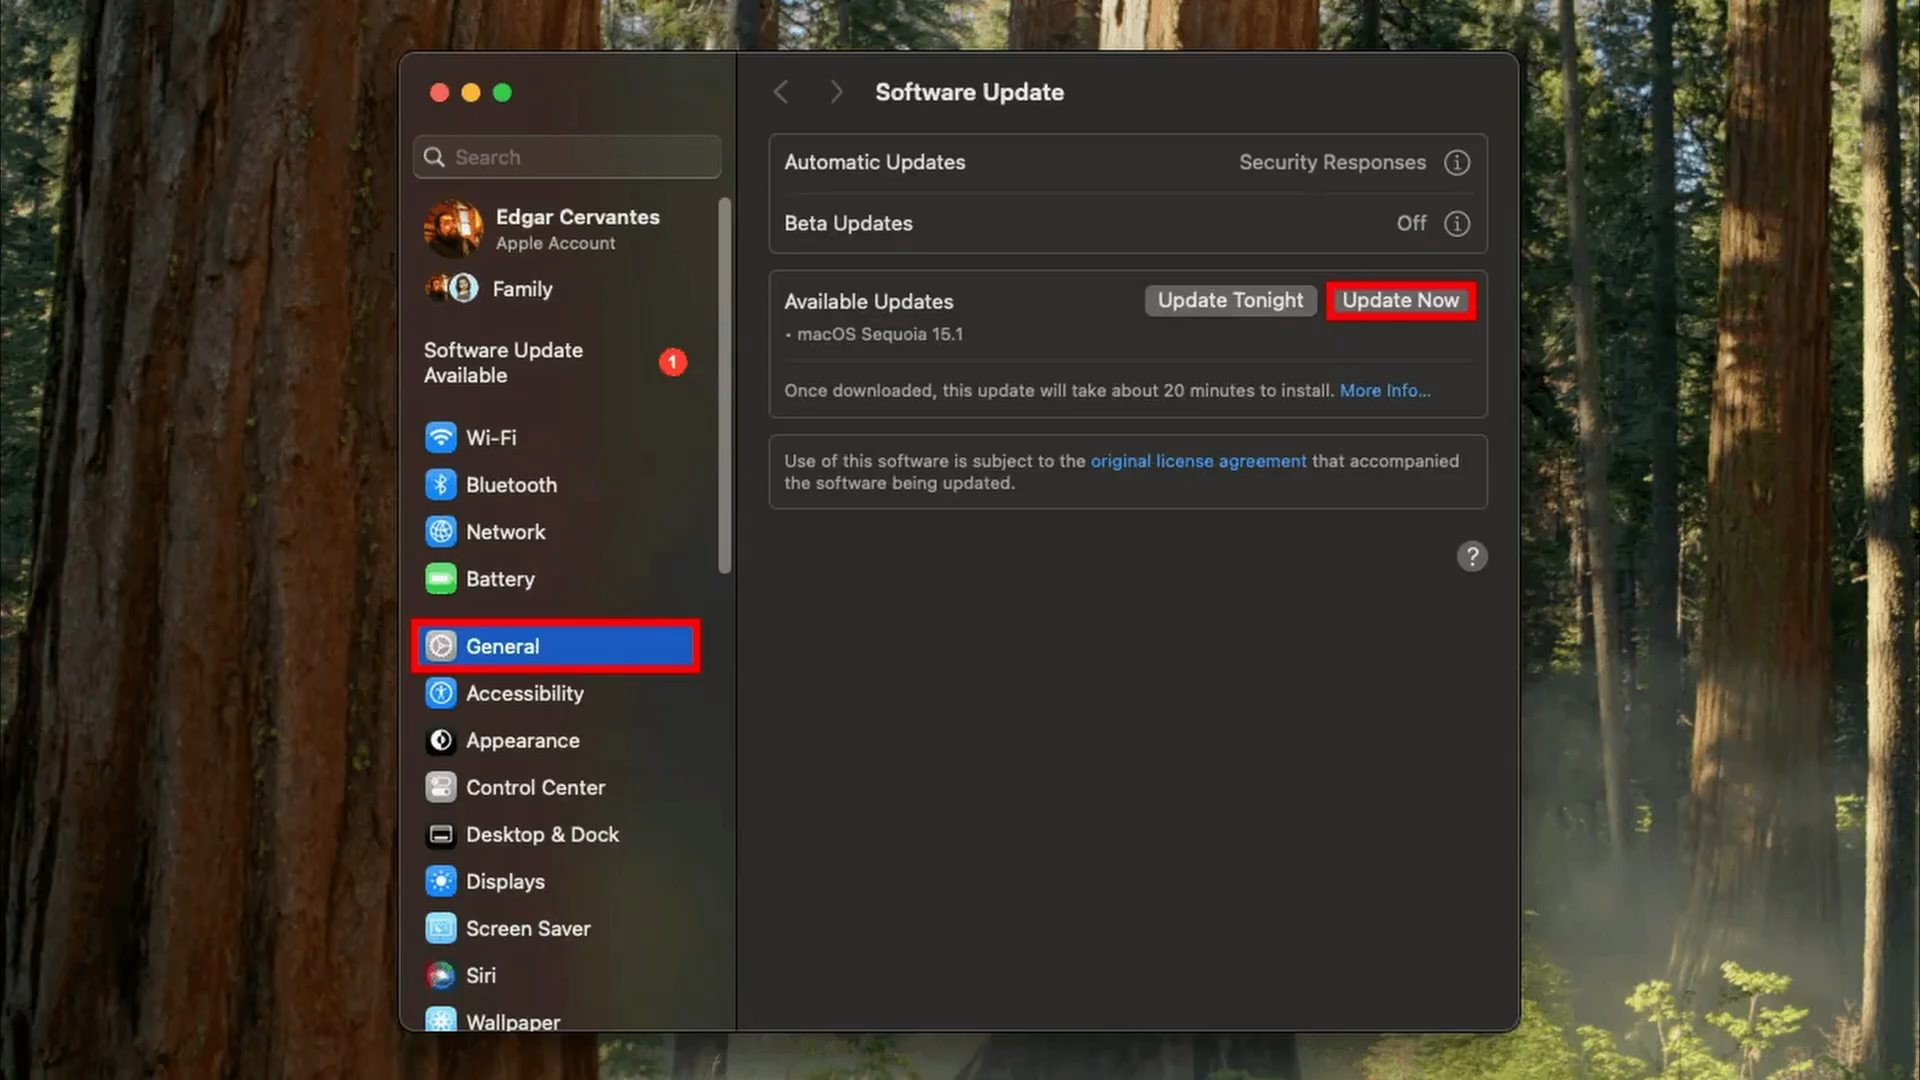 Software Update
Search
Edgar Cervantes
Apple Account
Family
Software Update
Available
1
Wi-Fi
Bluetooth
Network
Battery
General
Accessibility
Appearance
Control Center
Desktop & Dock
Displays
Screen Saver
Siri
Wallpaper
Automatic Updates Security Responses
Beta Updates Off
Available Updates Update Tonight Update Now
• macOS Sequoia 15.1
Once downloaded, this update will take about 20 minutes to install. More Info...
Use of this software is subject to the original license agreement that accompanied
the software being updated.
?